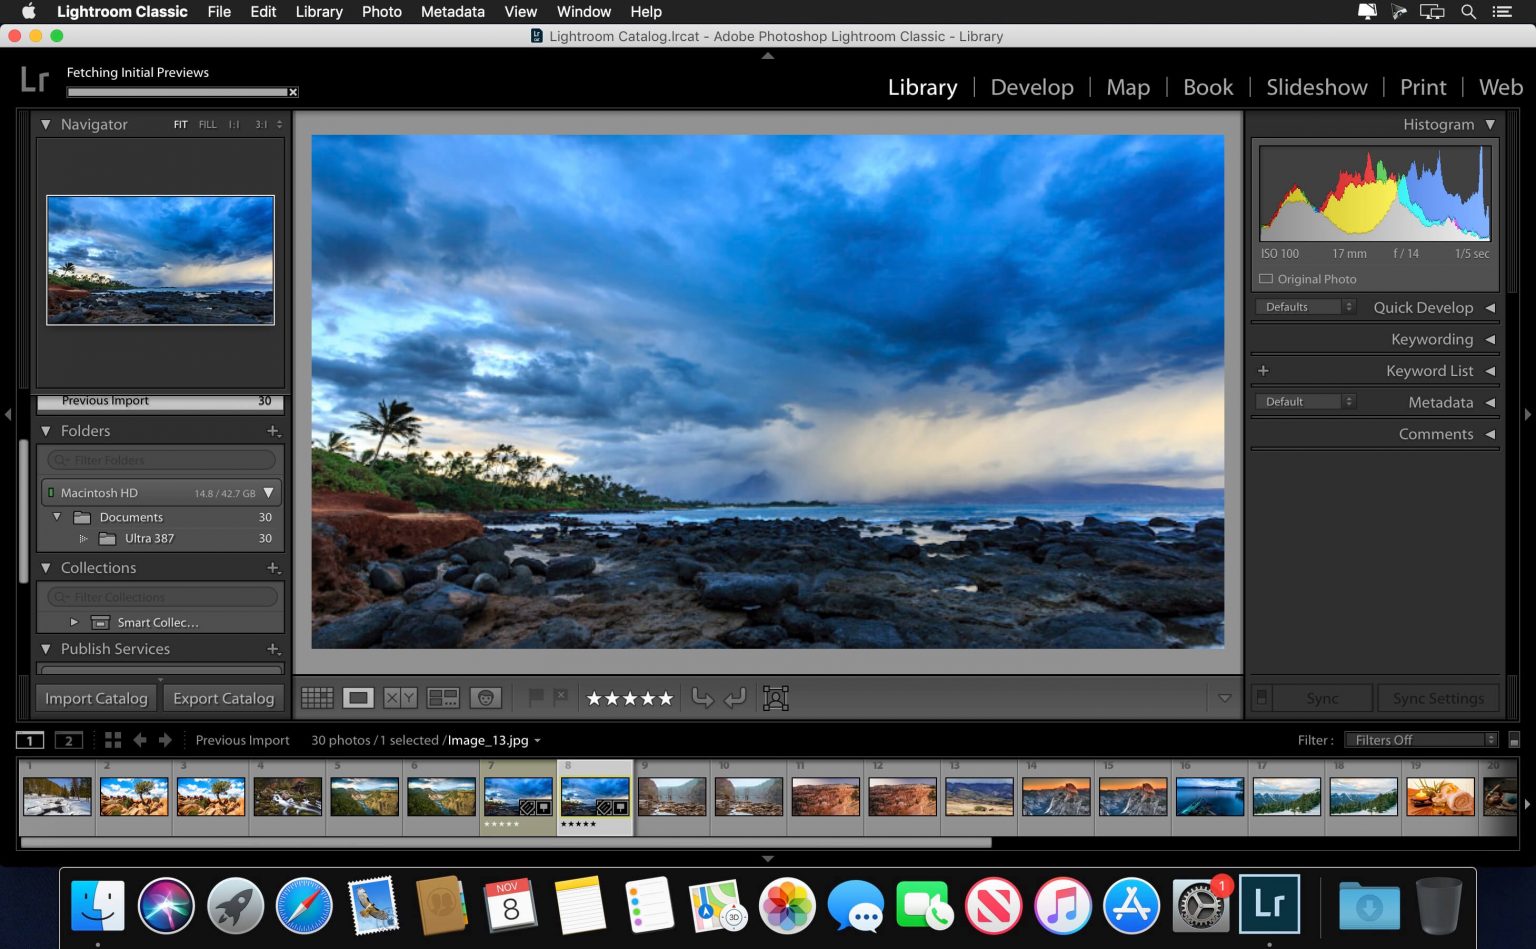 Lightroom Classic File Edit Library Photo Metadata View Window Help
Lr Lightroom Catalog.lrcat - Adobe Photoshop Lightroom Classic - Library
Lr Fetching Initial Previews
Library | Develop | Map | Book | Slideshow | Print | Web
Navigator FIT FILL 1:1 3:1
Histogram
ISO 100 17 mm f / 14 1/5 sec
Original Photo
Defaults Quick Develop
Keywording
Keyword List
Default Metadata
Comments
Previous Import 30
Folders
Filter Folders
Macintosh HD 14.8 / 42.7 GB
Documents 30
Ultra 387 30
Collections
Filter Collections
Smart Collec...
Publish Services
Import Catalog Export Catalog
X Y
Sync Sync Settings
1 2 Previous Import 30 photos / 1 selected / Image_13.jpg Filter : Filters Off
1 2 3 4 5 6 7 8 9 10 11 12 13 14 15 16 17 18 19 20
NOV
8
3D
1
Lr